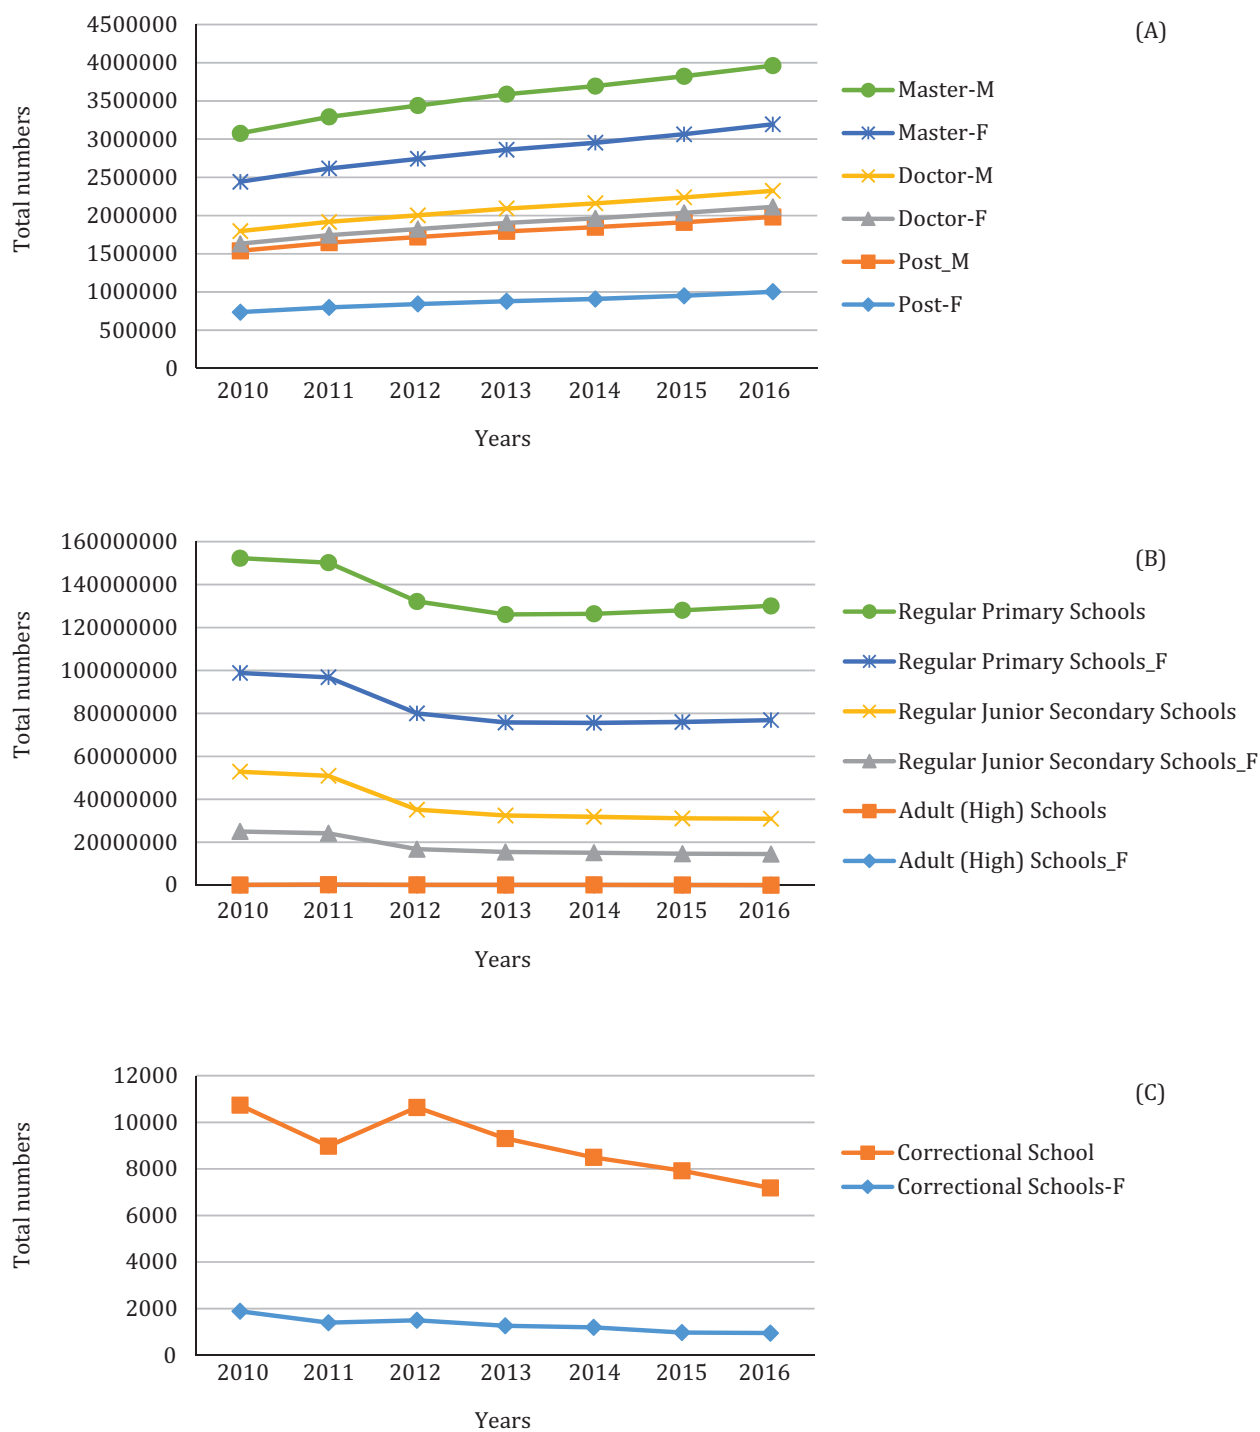 (A)
Total numbers
4500000
4000000
3500000
3000000
2500000
2000000
1500000
1000000
500000
0
2010 2011 2012 2013 2014 2015 2016
Years
Master-M
Master-F
Doctor-M
Doctor-F
Post_M
Post-F
(B)
Total numbers
160000000
140000000
120000000
100000000
80000000
60000000
40000000
20000000
0
2010 2011 2012 2013 2014 2015 2016
Years
Regular Primary Schools
Regular Primary Schools_F
Regular Junior Secondary Schools
Regular Junior Secondary Schools_F
Adult (High) Schools
Adult (High) Schools_F
(C)
Total numbers
12000
10000
8000
6000
4000
2000
0
2010 2011 2012 2013 2014 2015 2016
Years
Correctional School
Correctional Schools-F